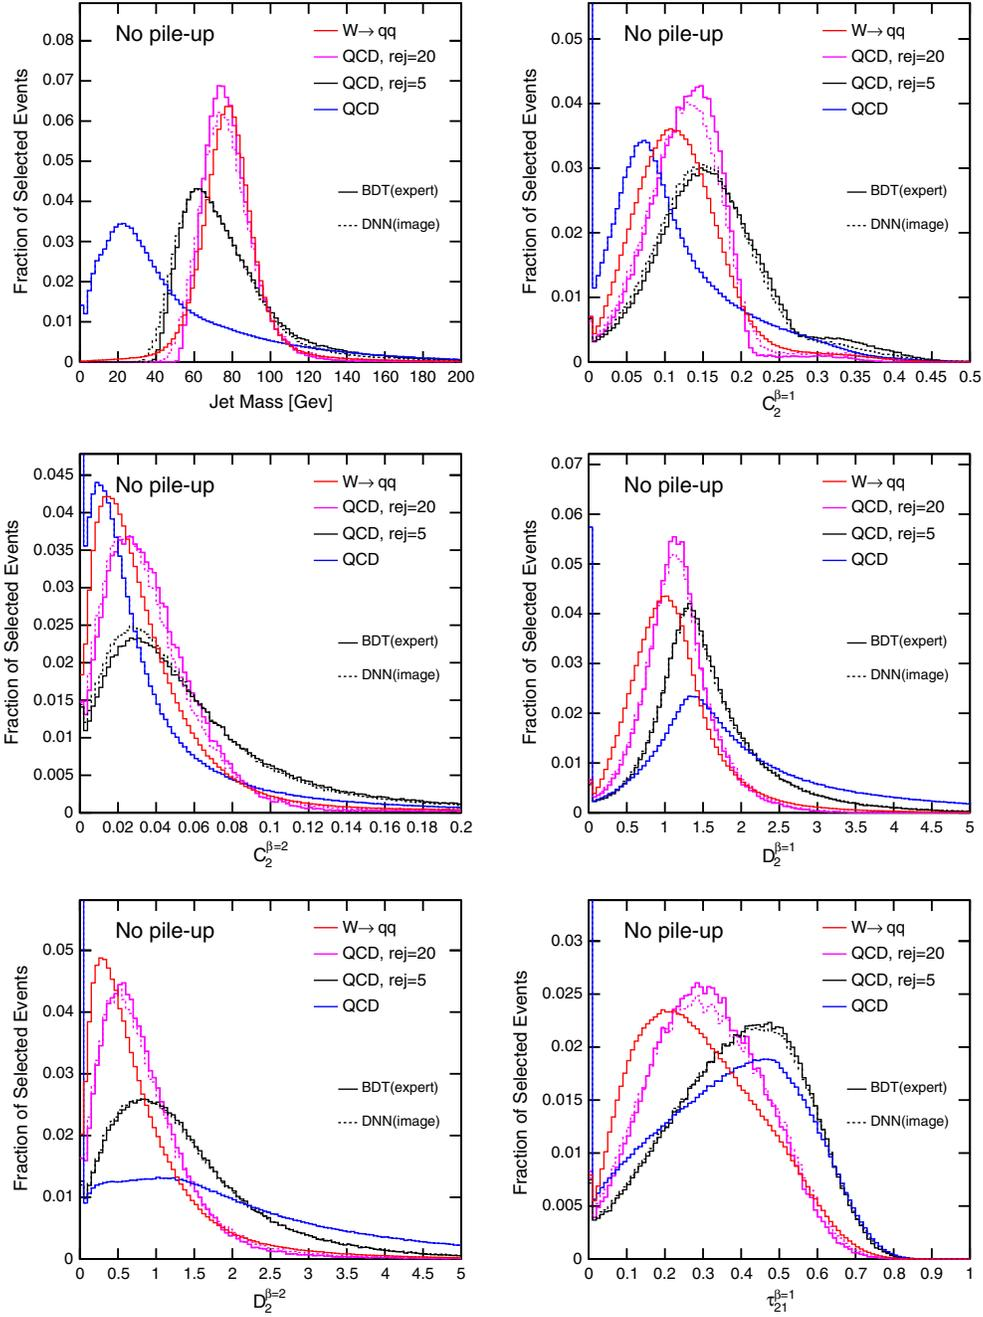 No pile-up
W→ qq
QCD, rej=20
QCD, rej=5
QCD
BDT(expert)
DNN(image)
Fraction of Selected Events
0.08
0.07
0.06
0.05
0.04
0.03
0.02
0.01
0
0 20 40 60 80 100 120 140 160 180 200
Jet Mass [Gev]
No pile-up
W→ qq
QCD, rej=20
QCD, rej=5
QCD
BDT(expert)
DNN(image)
Fraction of Selected Events
0.05
0.04
0.03
0.02
0.01
0
0 0.05 0.1 0.15 0.2 0.25 0.3 0.35 0.4 0.45 0.5
C₂^β=1
No pile-up
W→ qq
QCD, rej=20
QCD, rej=5
QCD
BDT(expert)
DNN(image)
Fraction of Selected Events
0.045
0.04
0.035
0.03
0.025
0.02
0.015
0.01
0.005
0
0 0.02 0.04 0.06 0.08 0.1 0.12 0.14 0.16 0.18 0.2
C₂^β=2
No pile-up
W→ qq
QCD, rej=20
QCD, rej=5
QCD
BDT(expert)
DNN(image)
Fraction of Selected Events
0.07
0.06
0.05
0.04
0.03
0.02
0.01
0
0 0.5 1 1.5 2 2.5 3 3.5 4 4.5 5
D₂^β=1
No pile-up
W→ qq
QCD, rej=20
QCD, rej=5
QCD
BDT(expert)
DNN(image)
Fraction of Selected Events
0.05
0.04
0.03
0.02
0.01
0
0 0.5 1 1.5 2 2.5 3 3.5 4 4.5 5
D₂^β=2
No pile-up
W→ qq
QCD, rej=20
QCD, rej=5
QCD
BDT(expert)
DNN(image)
Fraction of Selected Events
0.03
0.025
0.02
0.015
0.01
0.005
0
0 0.1 0.2 0.3 0.4 0.5 0.6 0.7 0.8 0.9 1
τ₂₁^β=1